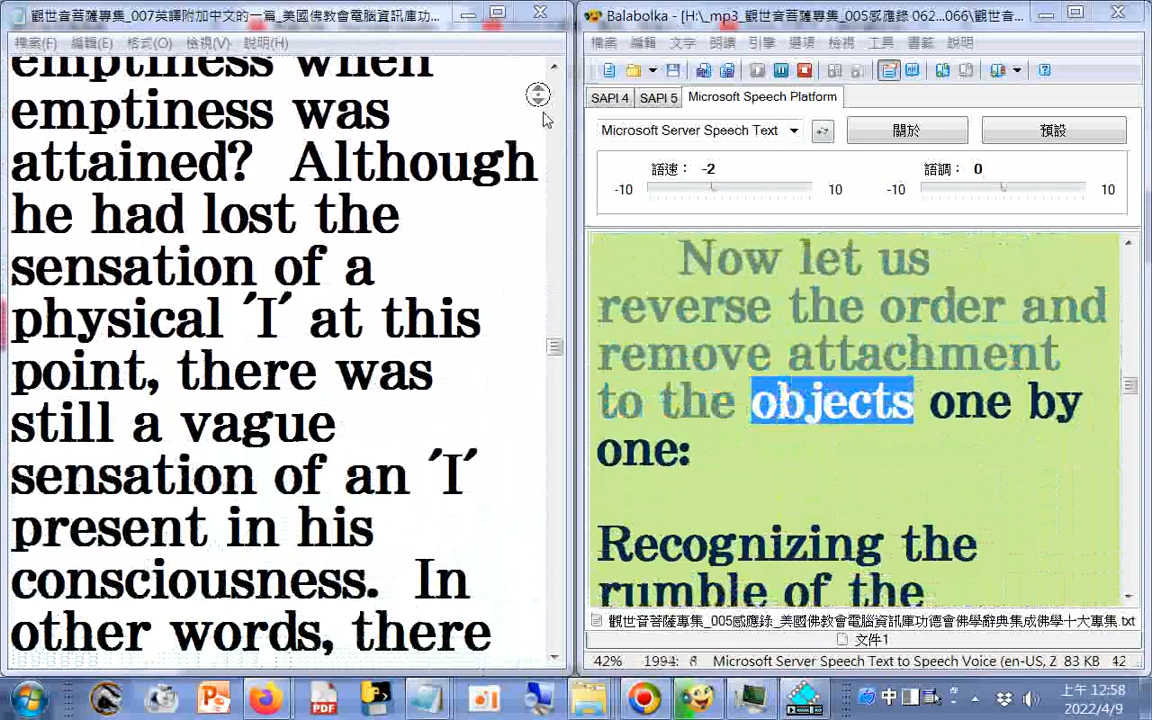 觀世音菩薩專集_007英譯附加中文的一篇_美國佛教會電腦資訊庫功...
檔案(F) 編輯(E) 格式(O) 檢視(V) 說明(H)
emptiness when
emptiness was
attained?  Although
he had lost the
sensation of a
physical 'I' at this
point, there was
still a vague
sensation of an 'I'
present in his
consciousness.  In
other words, there
Balabolka - [H:\_mp3_觀世音菩薩專集_005感應錄 062...066\觀世音...
檔案 編輯 文字 朗讀 引擎 選項 檢視 工具 書籤 說明
SAPI 4 SAPI 5 Microsoft Speech Platform
Microsoft Server Speech Text 關於 預設
語速: -2 語調: 0
-10 10 -10 10
Now let us
reverse the order and
remove attachment
to the objects one by
one:
Recognizing the
rumble of the
觀世音菩薩專集_005感應錄_美國佛教會電腦資訊庫功德會佛學辭典集成佛學十大專集.txt
文件1
42% 1994: 6 Microsoft Server Speech Text to Speech Voice (en-US, Z 83 KB 42
中 上午 12:58
2022/4/9